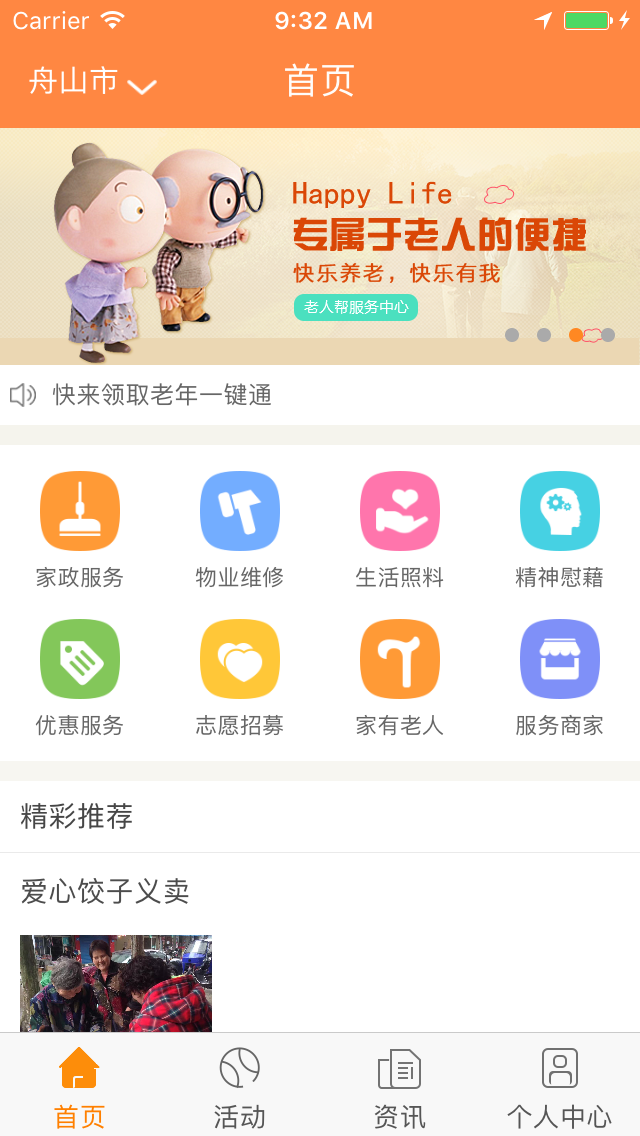 Carrier
9:32 AM
舟山市
首页
Happy Life
专属于老人的便捷
快乐养老，快乐有我
老人帮服务中心
快来领取老年一键通
家政服务
物业维修
生活照料
精神慰藉
优惠服务
志愿招募
家有老人
服务商家
精彩推荐
爱心饺子义卖
首页
活动
资讯
个人中心